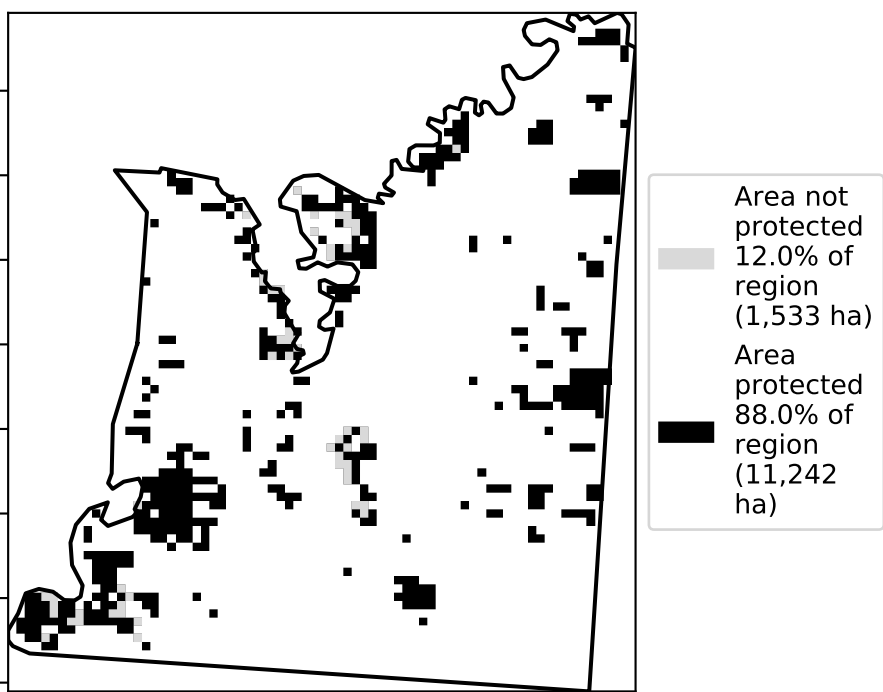 Area not
protected
12.0% of
region
(1,533 ha)
Area
protected
88.0% of
region
(11,242
ha)